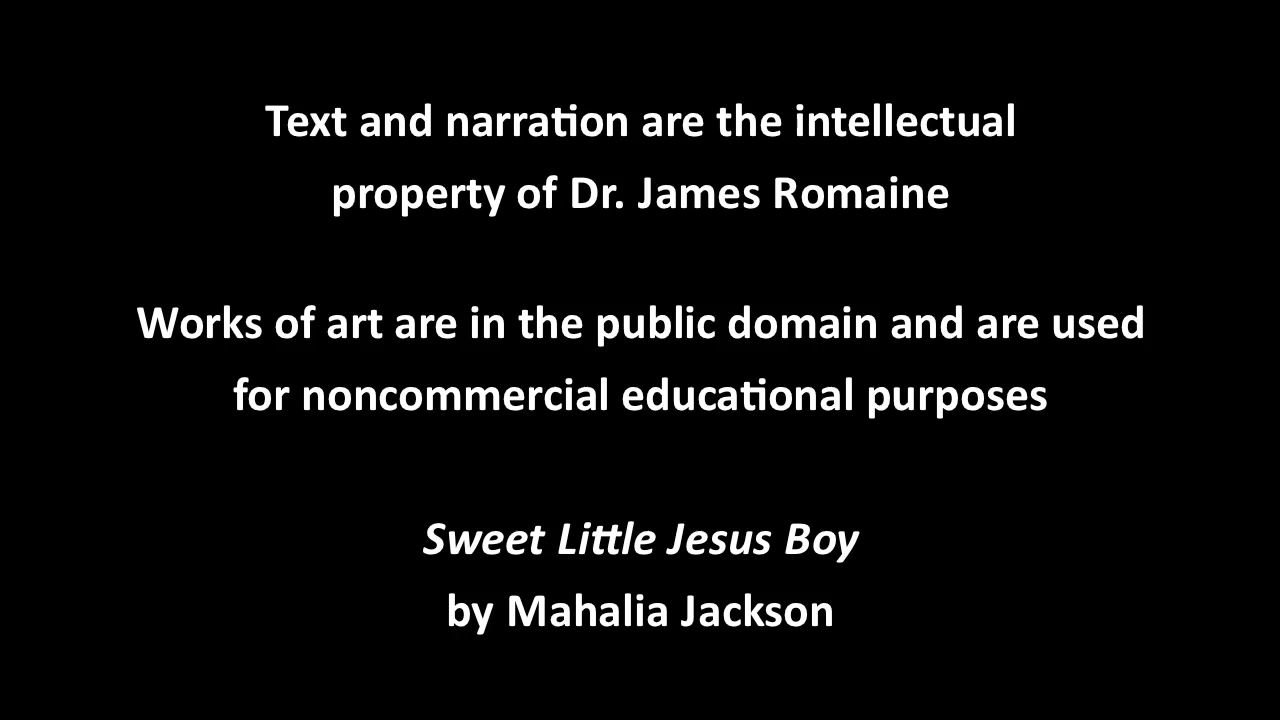 Text and narration are the intellectual
property of Dr. James Romaine
Works of art are in the public domain and are used
for noncommercial educational purposes
Sweet Little Jesus Boy
by Mahalia Jackson